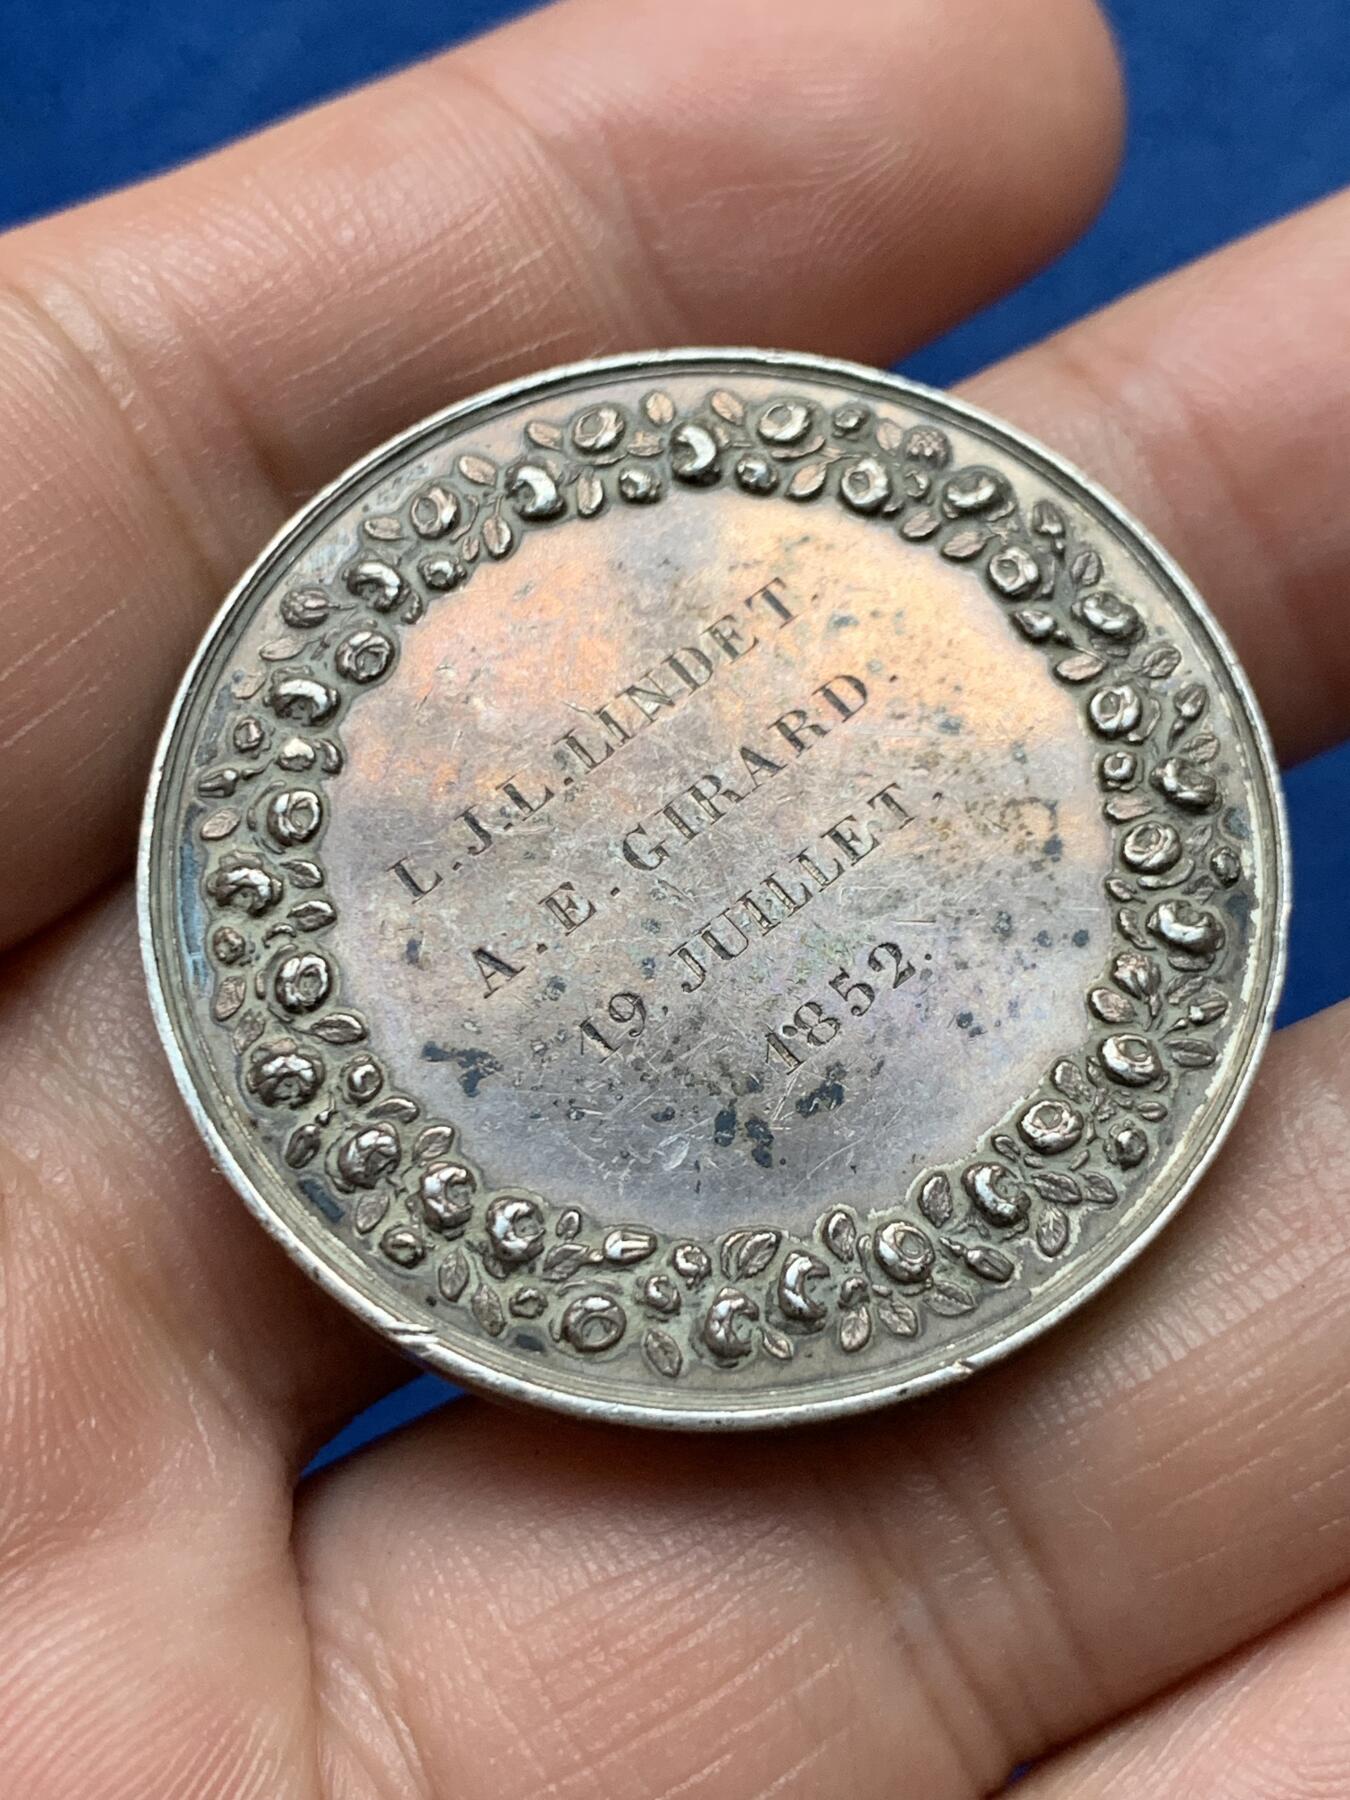 L.J.L.LINDET
A.E.GIRARD.
19.JUILLET.
1852.